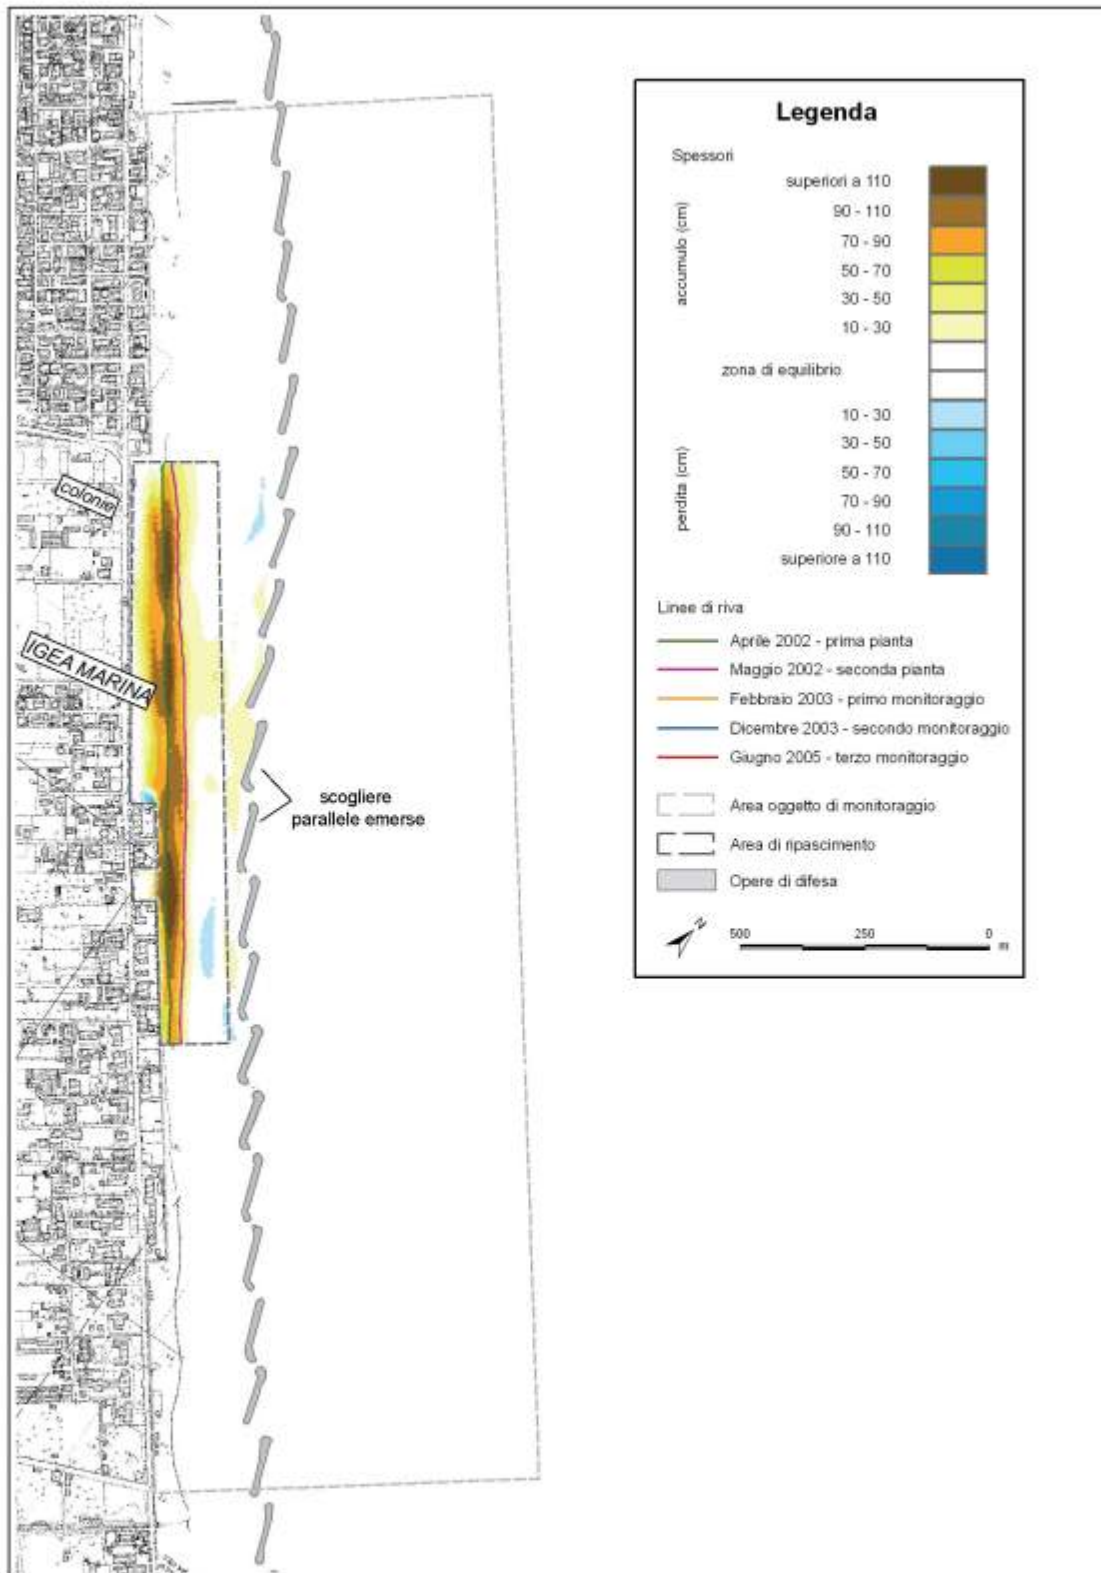 colonie
IGEA MARINA
scogliere
parallele emerse
Legenda
Spessori
accumulo (cm)
superiori a 110
90 - 110
70 - 90
50 - 70
30 - 50
10 - 30
zona di equilibrio
perdita (cm)
10 - 30
30 - 50
50 - 70
70 - 90
90 - 110
superiore a 110
Linee di riva
Aprile 2002 - prima pianta
Maggio 2002 - seconda pianta
Febbraio 2003 - primo monitoraggio
Dicembre 2003 - secondo monitoraggio
Giugno 2005 - terzo monitoraggio
Area oggetto di monitoraggio
Area di ripascimento
Opere di difesa
N
500 250 0 m